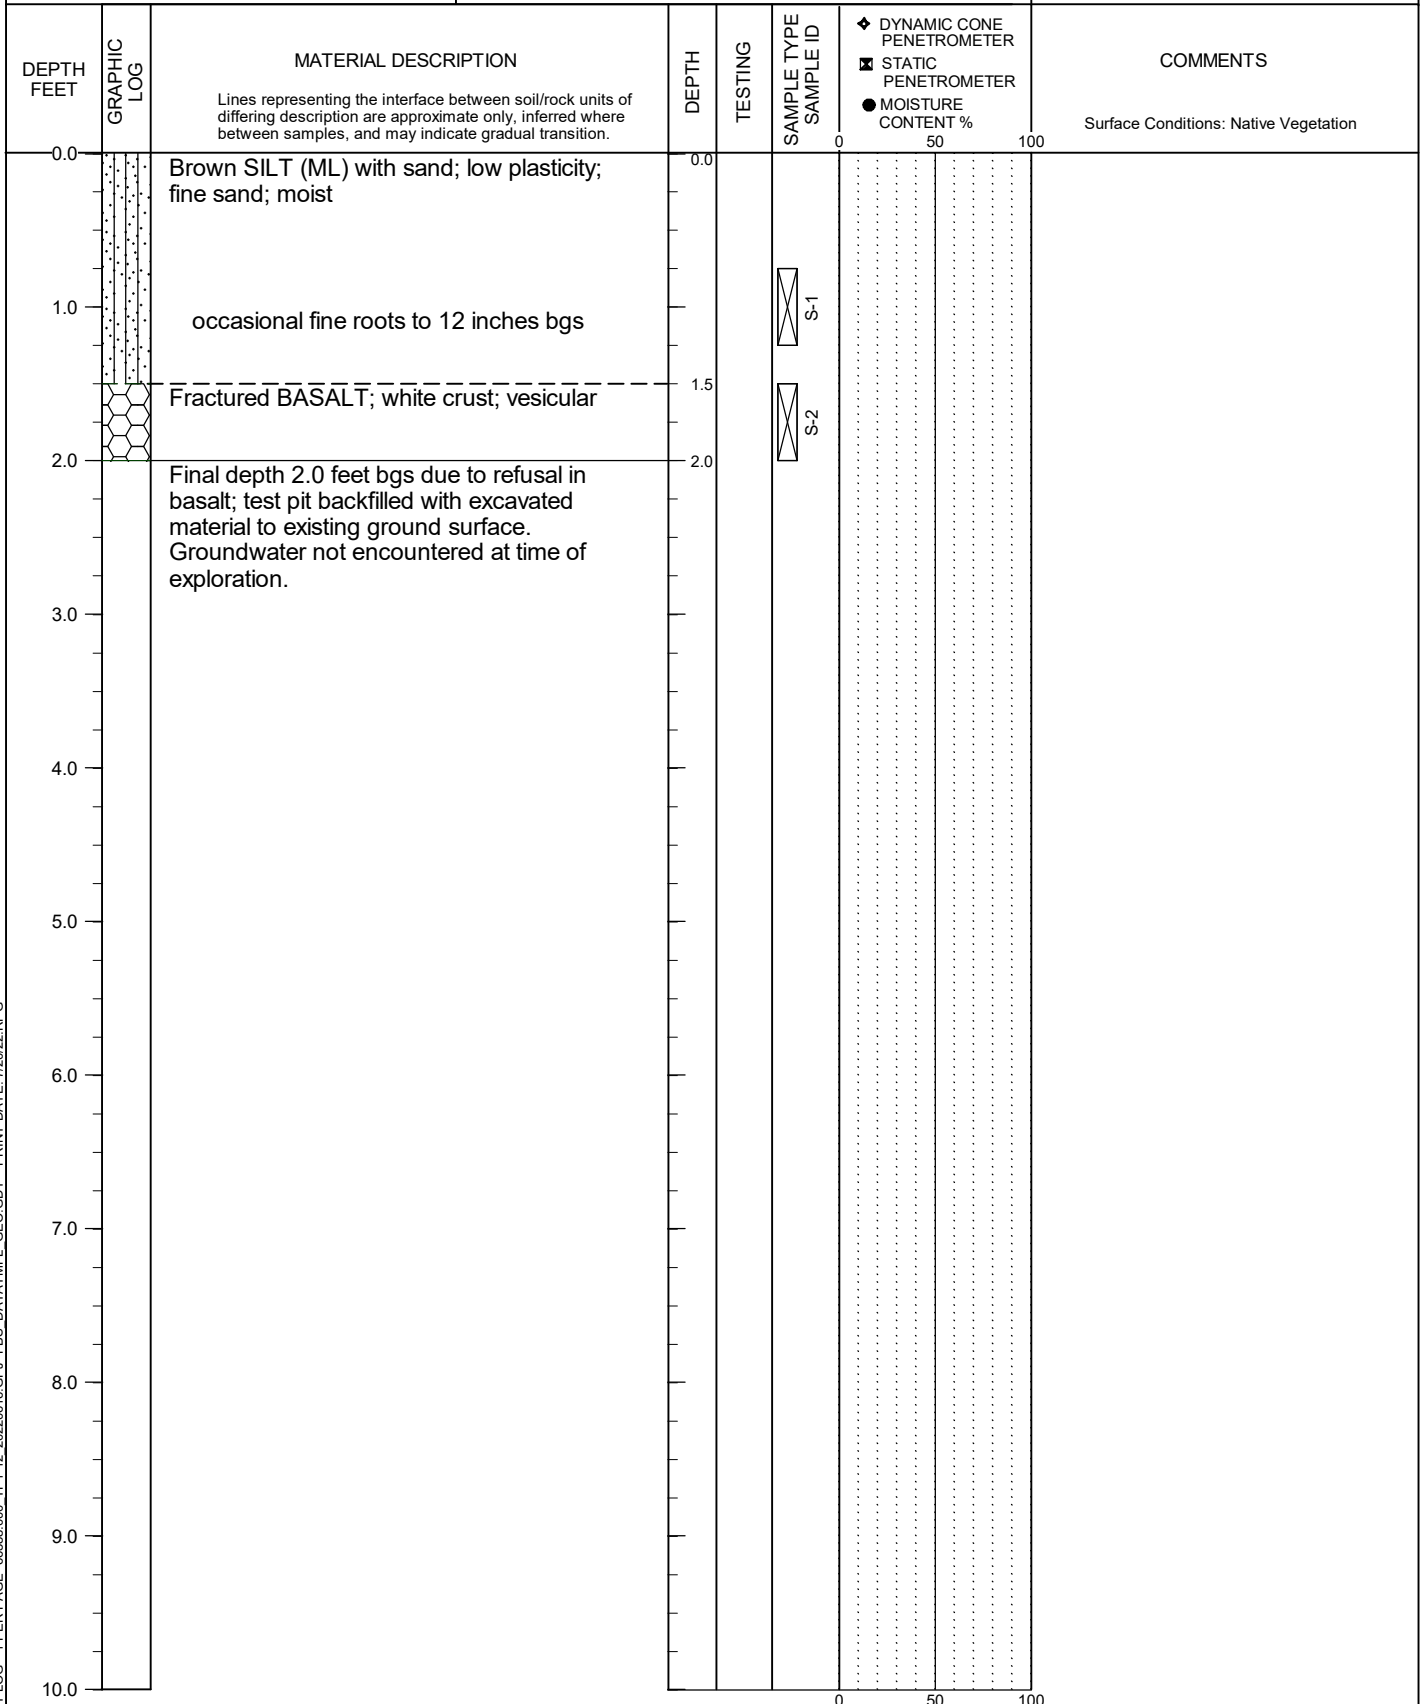 DEPTH
FEET
GRAPHIC
LOG
MATERIAL DESCRIPTION
Lines representing the interface between soil/rock units of
differing description are approximate only, inferred where
between samples, and may indicate gradual transition.
DEPTH
TESTING
SAMPLE TYPE
SAMPLE ID
DYNAMIC CONE
PENETROMETER
STATIC
PENETROMETER
MOISTURE
CONTENT %
0 50 100
COMMENTS
Surface Conditions: Native Vegetation
0.0
Brown SILT (ML) with sand; low plasticity;
fine sand; moist
0.0
1.0
occasional fine roots to 12 inches bgs
S-1
1.5
Fractured BASALT; white crust; vesicular
S-2
2.0
2.0
Final depth 2.0 feet bgs due to refusal in
basalt; test pit backfilled with excavated
material to existing ground surface.
Groundwater not encountered at time of
exploration.
3.0
4.0
5.0
6.0
7.0
8.0
9.0
10.0
0 50 100